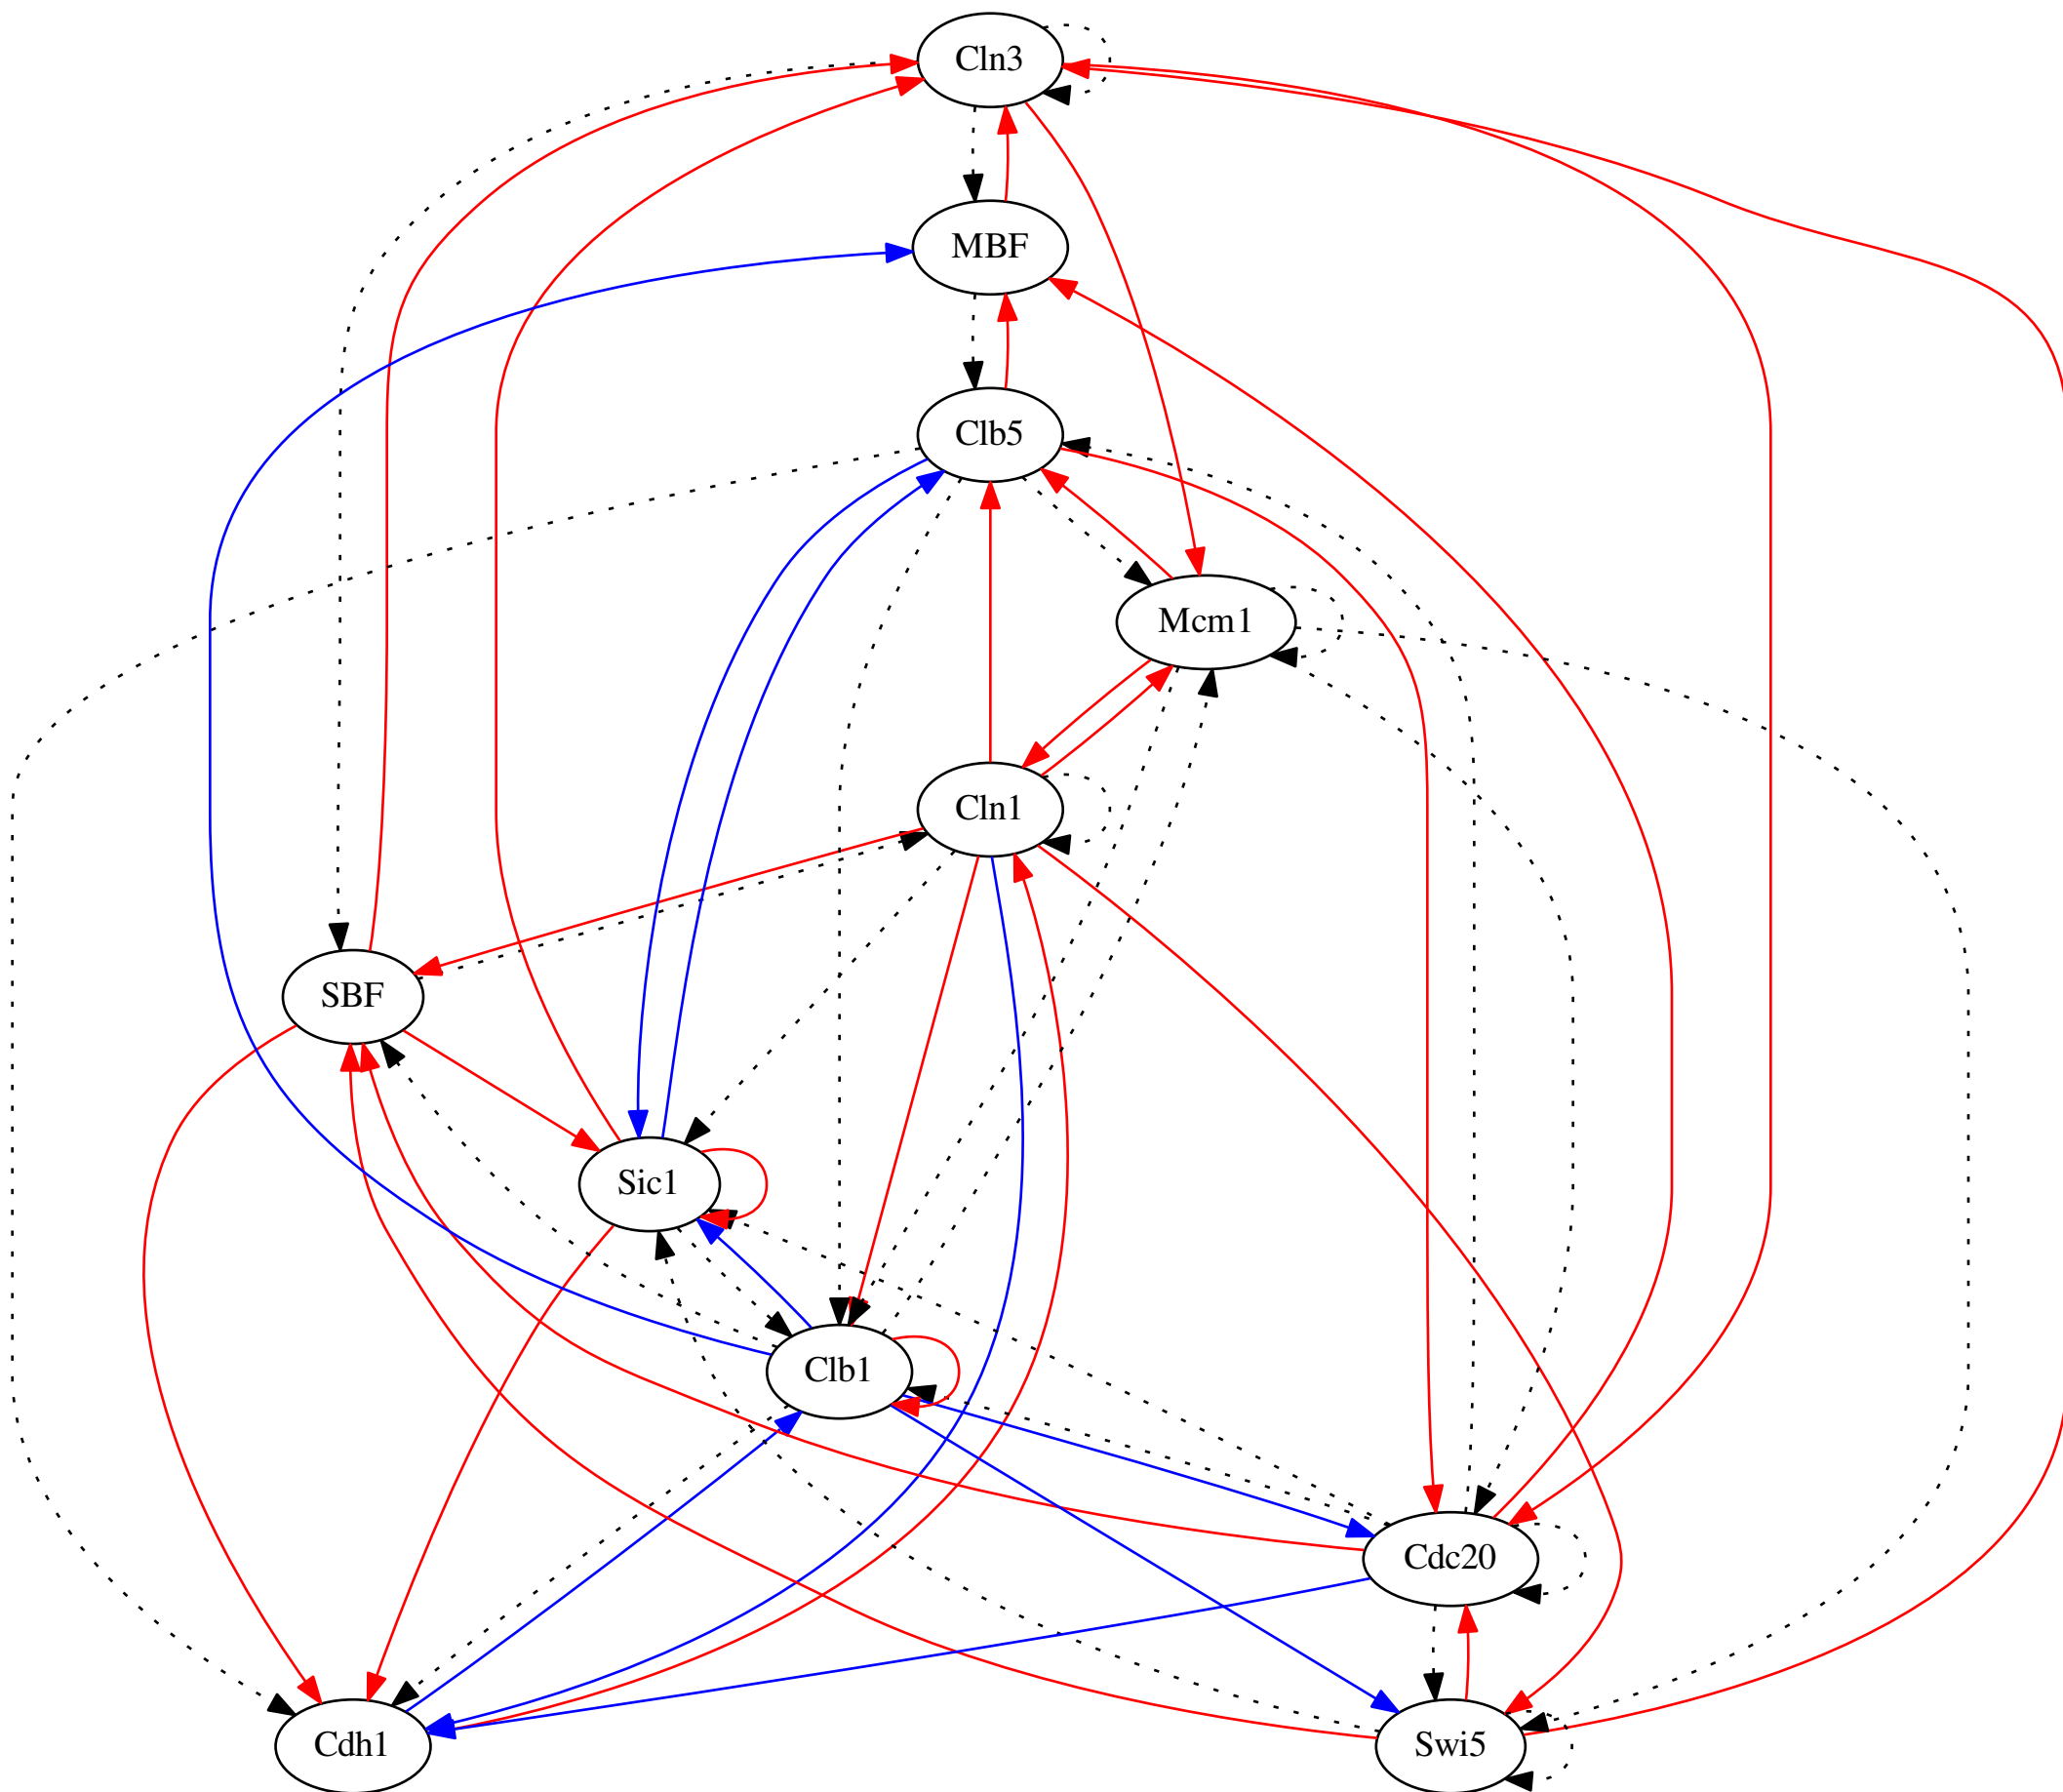 Cln3
MBF
Clb5
Mcm1
Cln1
SBF
Sic1
Clb1
Cdc20
Cdh1
Swi5